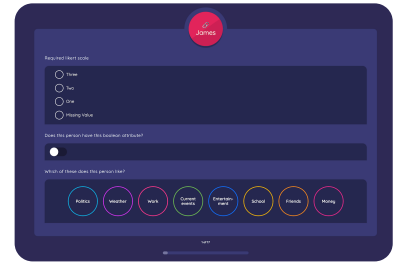 James
Required likert scale
Three
Two
One
Missing Value
Does this person have this boolean attribute?
Which of these does this person like?
Politics
Weather
Work
Current
events
Entertain-
ment
School
Friends
Money